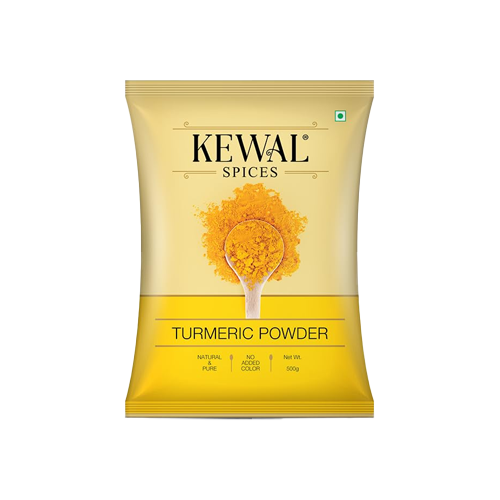 KEWAL®
SPICES
TURMERIC POWDER
NATURAL & PURE
NO ADDED COLOR
Net Wt. 500g